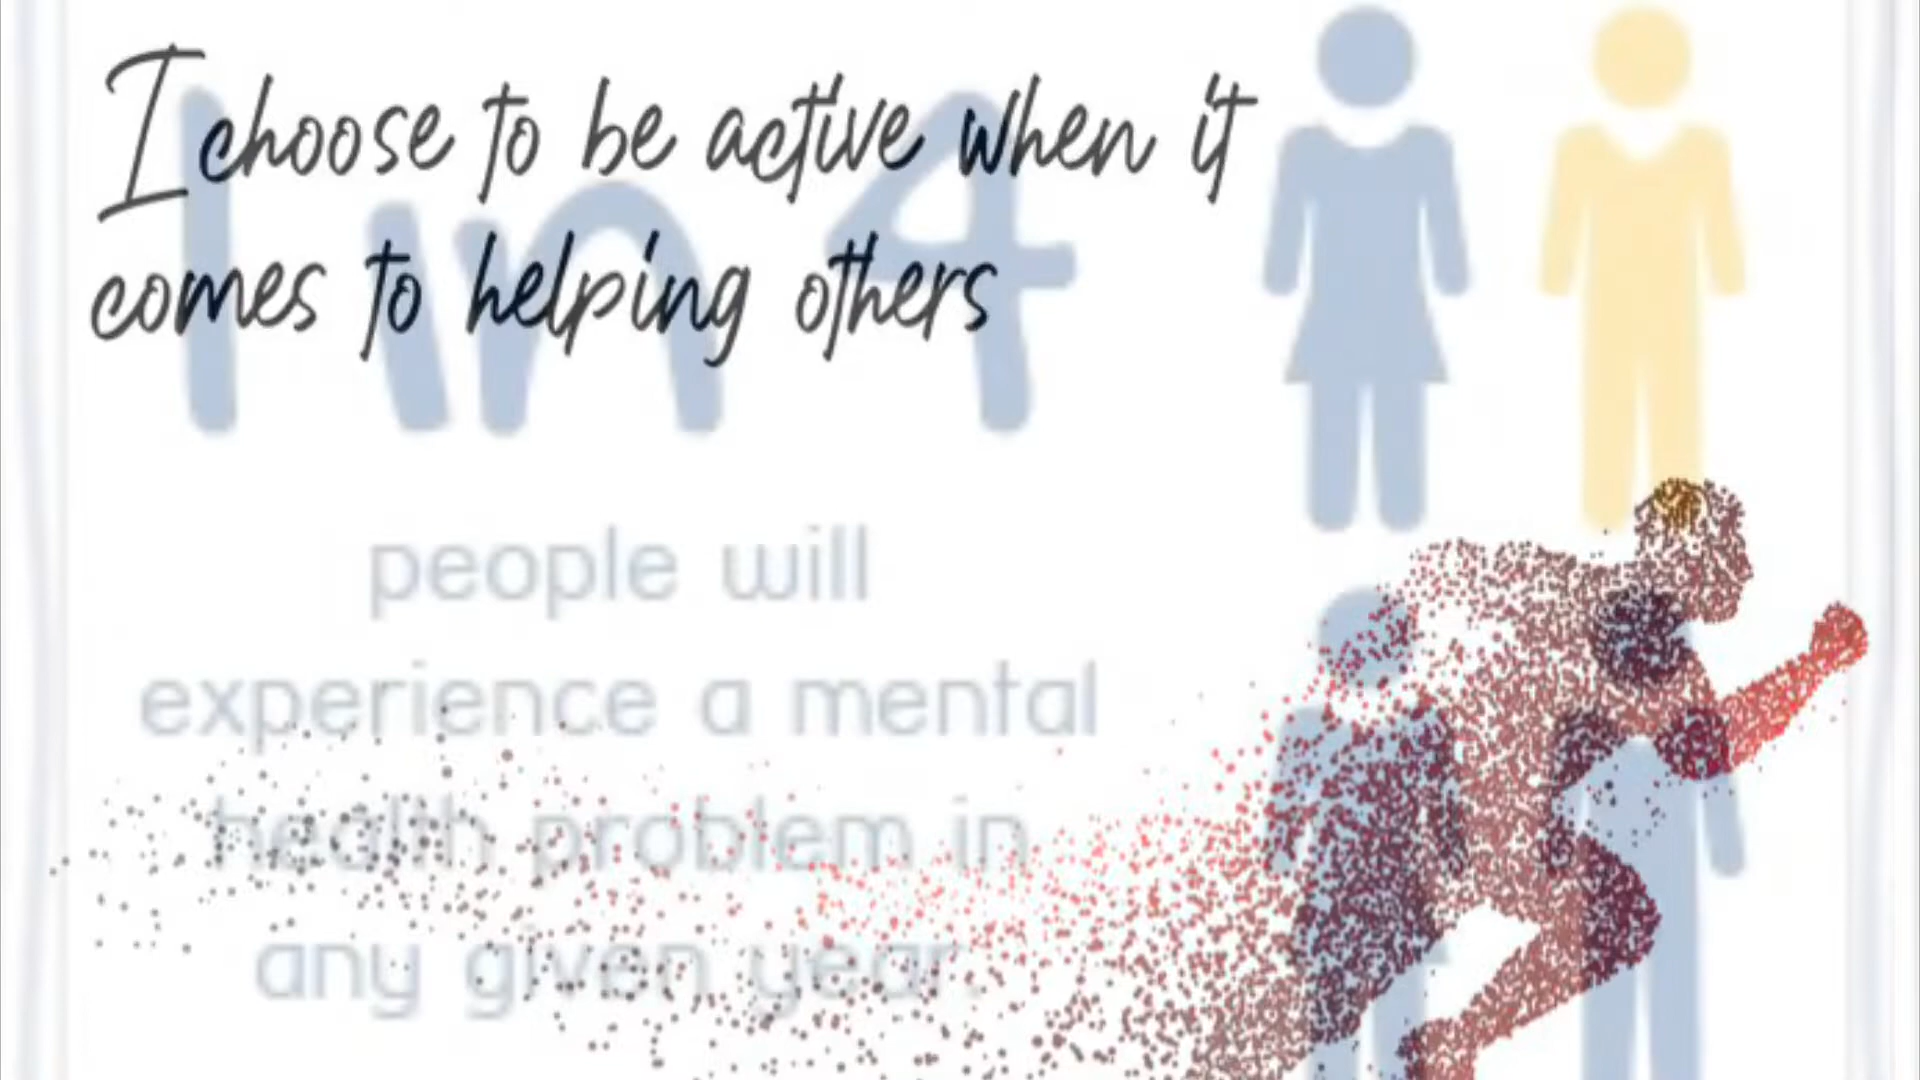 I choose to be active when it
comes to helping others
1 in 4
people will
experience a mental
health problem in
any given year.